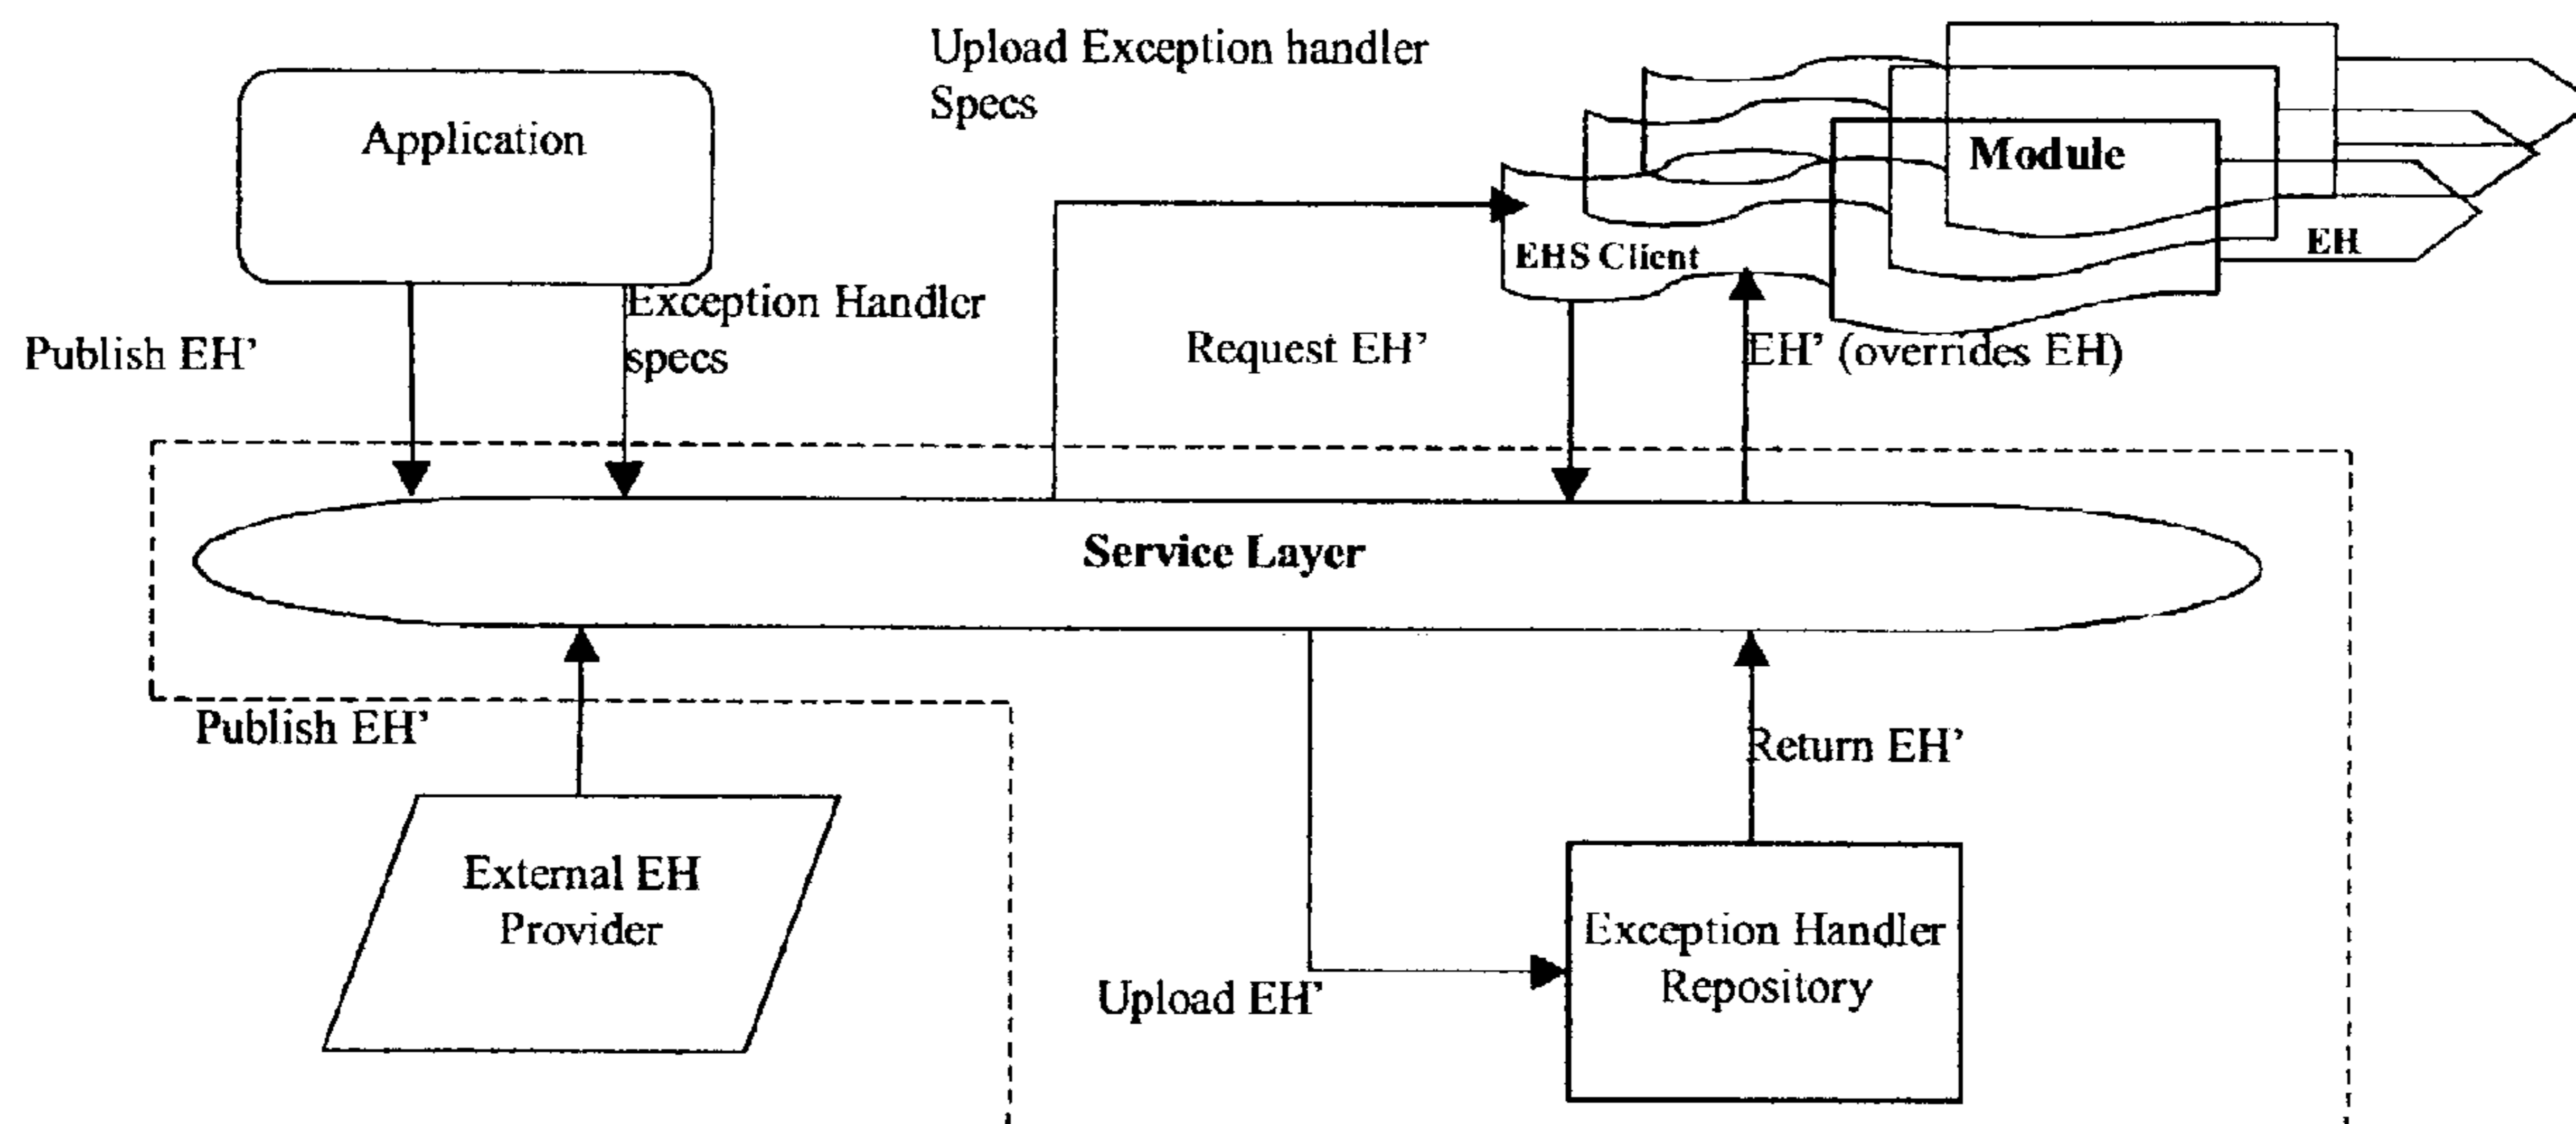 Upload Exception handler
Specs
Application
Module
EHS Client
EH
Exception Handler
specs
Publish EH’
Request EH’
EH’ (overrides EH)
Service Layer
Publish EH’
Return EH’
External EH
Provider
Exception Handler
Repository
Upload EH’